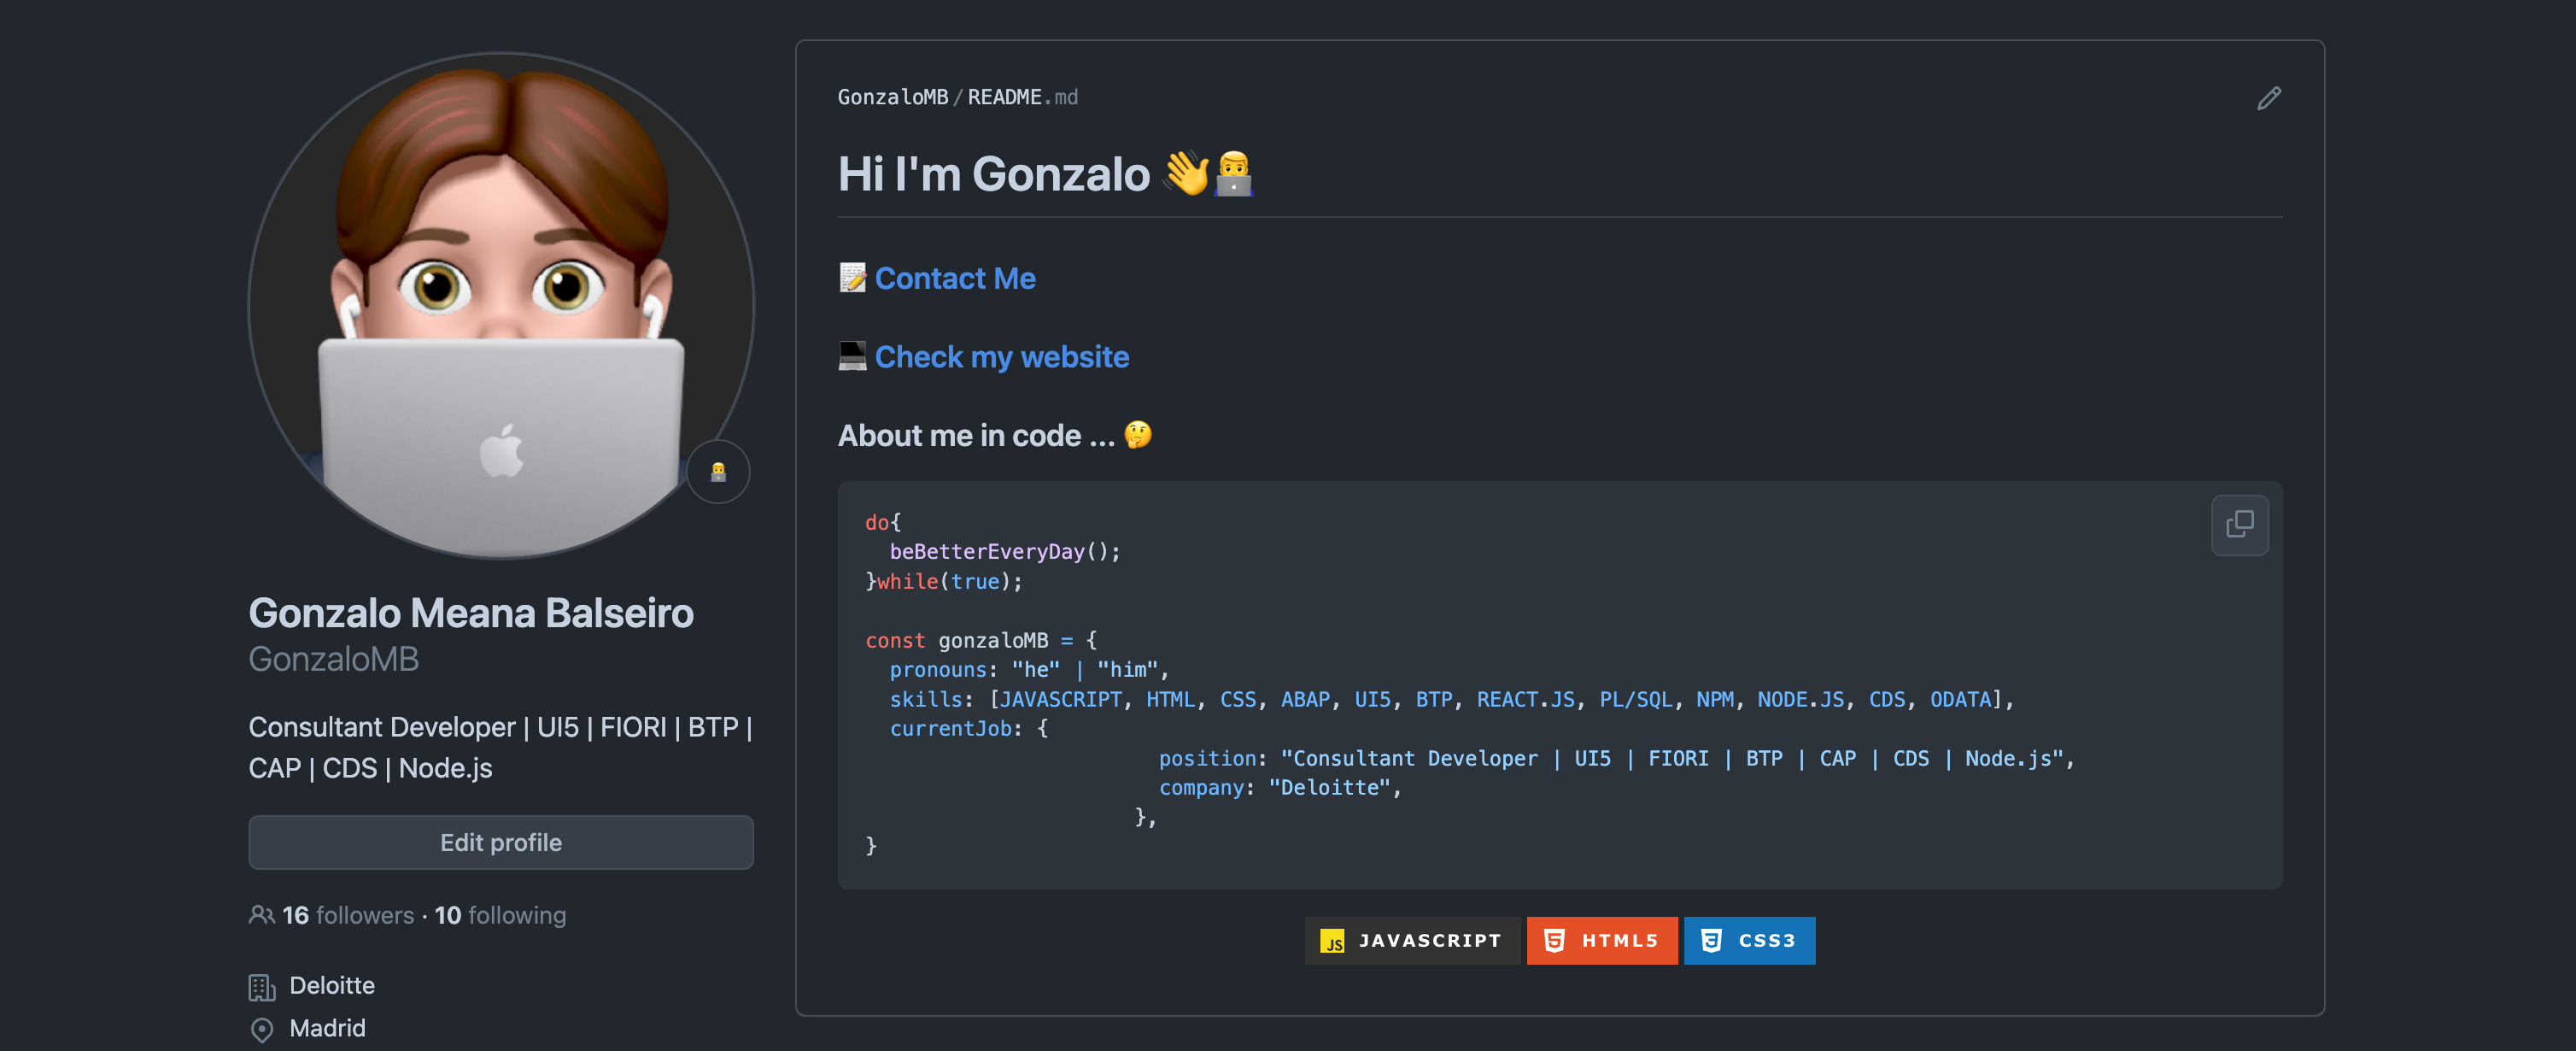 Gonzalo Meana Balseiro
GonzaloMB
Consultant Developer | UI5 | FIORI | BTP |
CAP | CDS | Node.js
Edit profile
16 followers · 10 following
Deloitte
Madrid
GonzaloMB/README.md
Hi I'm Gonzalo 👋👨‍💻
📝 Contact Me
💻 Check my website
About me in code ... 🤔
do{
  beBetterEveryDay();
}while(true);

const gonzaloMB = {
  pronouns: "he" | "him",
  skills: [JAVASCRIPT, HTML, CSS, ABAP, UI5, BTP, REACT.JS, PL/SQL, NPM, NODE.JS, CDS, ODATA],
  currentJob: {
                        position: "Consultant Developer | UI5 | FIORI | BTP | CAP | CDS | Node.js",
                        company: "Deloitte",
                      },
}
JS JAVASCRIPT 5 HTML5 3 CSS3